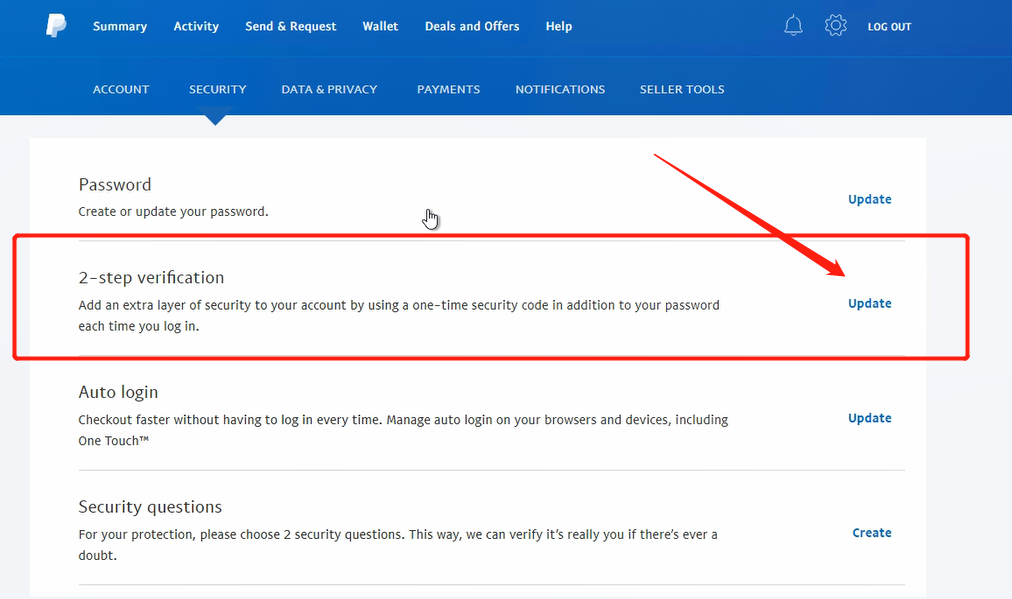 Summary Activity Send & Request Wallet Deals and Offers Help LOG OUT
ACCOUNT SECURITY DATA & PRIVACY PAYMENTS NOTIFICATIONS SELLER TOOLS
Password
Create or update your password.
Update
2-step verification
Add an extra layer of security to your account by using a one-time security code in addition to your password
each time you log in.
Update
Auto login
Checkout faster without having to log in every time. Manage auto login on your browsers and devices, including
One Touch™
Update
Security questions
For your protection, please choose 2 security questions. This way, we can verify it's really you if there's ever a
doubt.
Create